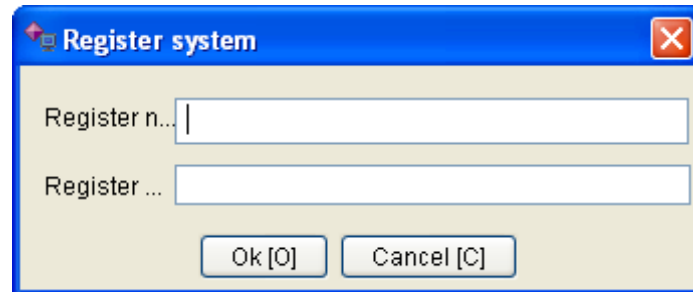 Register system
Register n...
Register ...
Ok [O] Cancel [C]